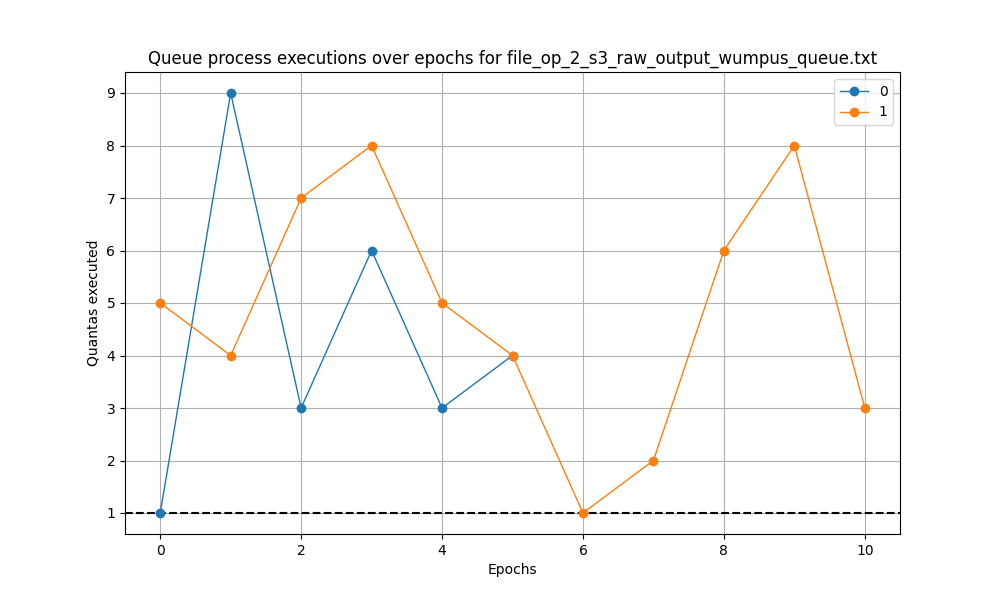 Queue process executions over epochs for file_op_2_s3_raw_output_wumpus_queue.txt
0
1
Quantas executed
9
8
7
6
5
4
3
2
1
0 2 4 6 8 10
Epochs